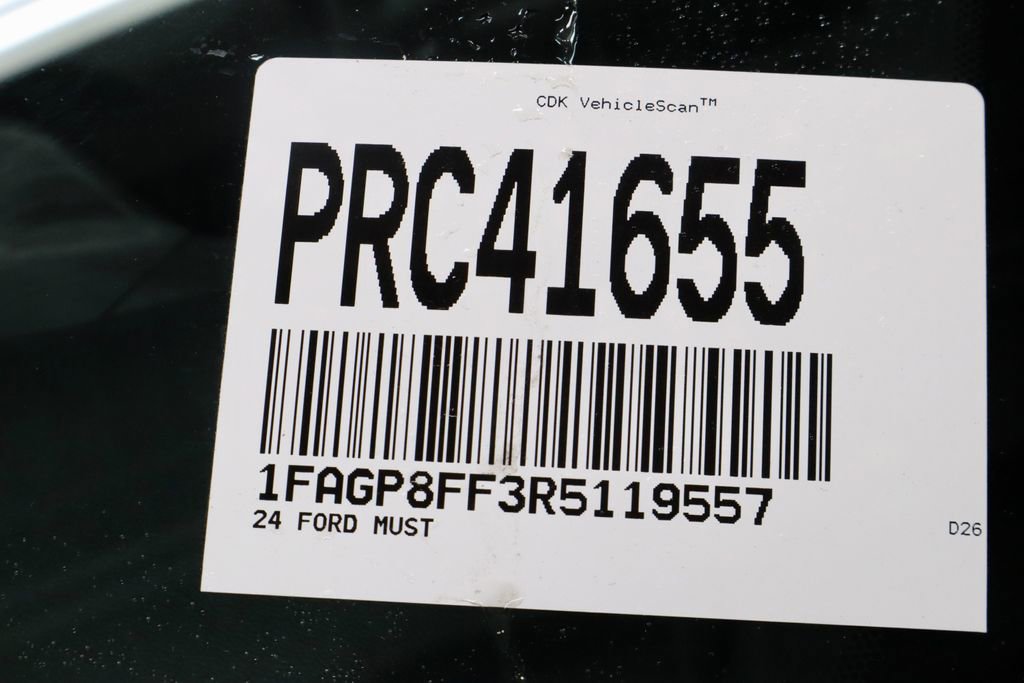 CDK VehicleScan™
PRC41655
1FAGP8FF3R5119557
24 FORD MUST
D26